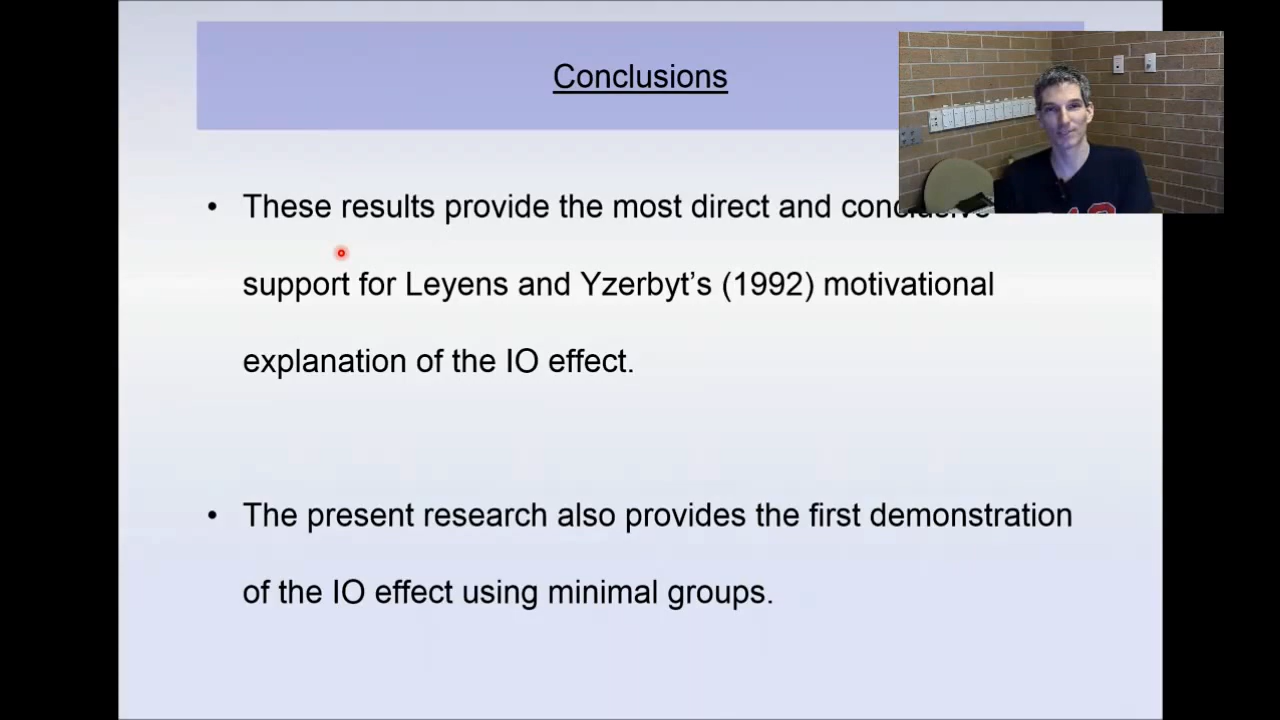 Conclusions
• These results provide the most direct and conclusive
support for Leyens and Yzerbyt’s (1992) motivational
explanation of the IO effect.
• The present research also provides the first demonstration
of the IO effect using minimal groups.